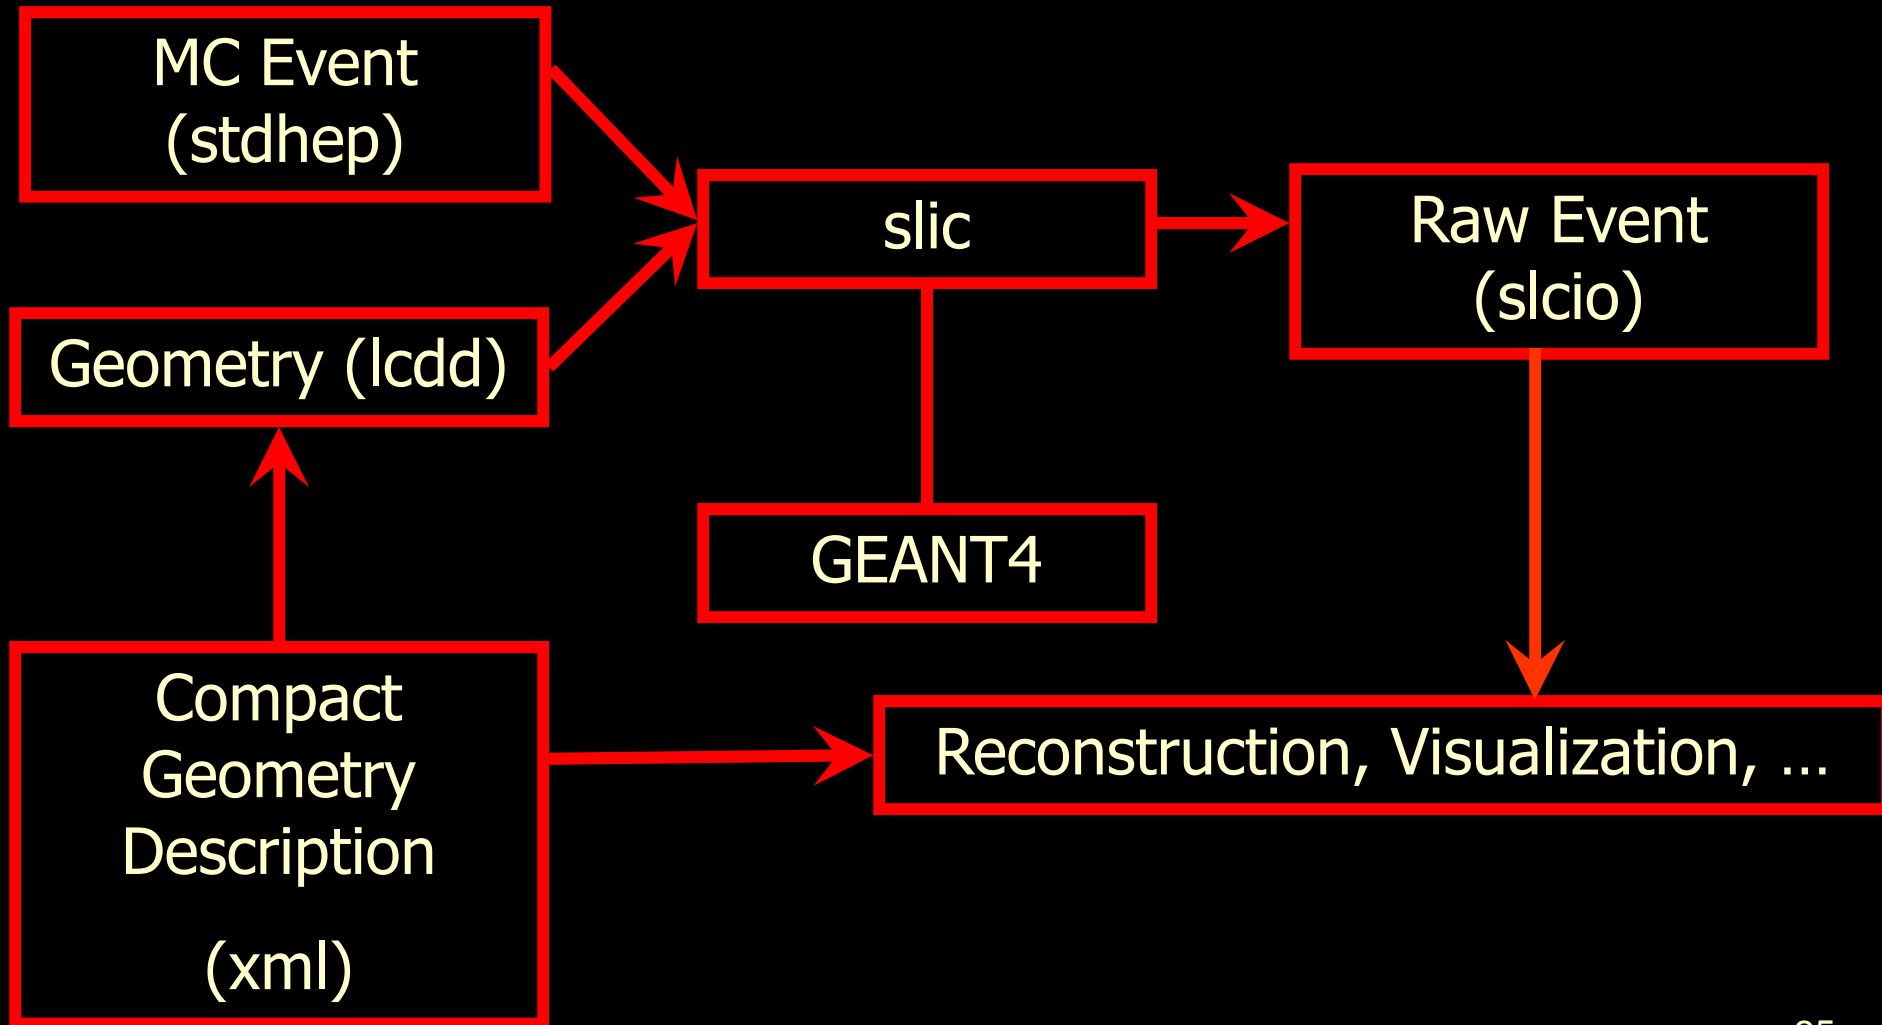 MC Event
(stdhep)
slic
Raw Event
(slcio)
Geometry (lcdd)
GEANT4
Compact
Geometry
Description
(xml)
Reconstruction, Visualization, …